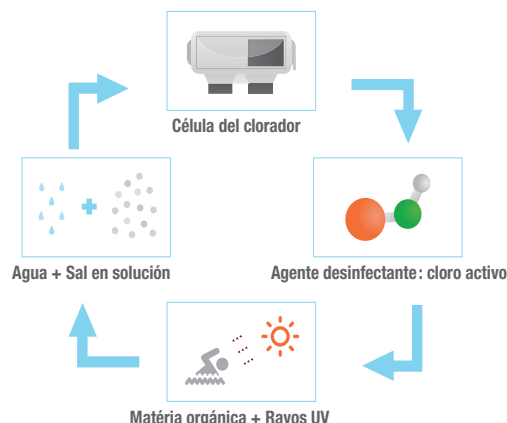 Célula del clorador
Agua + Sal en solución
Agente desinfectante: cloro activo
Matéria orgánica + Rayos UV